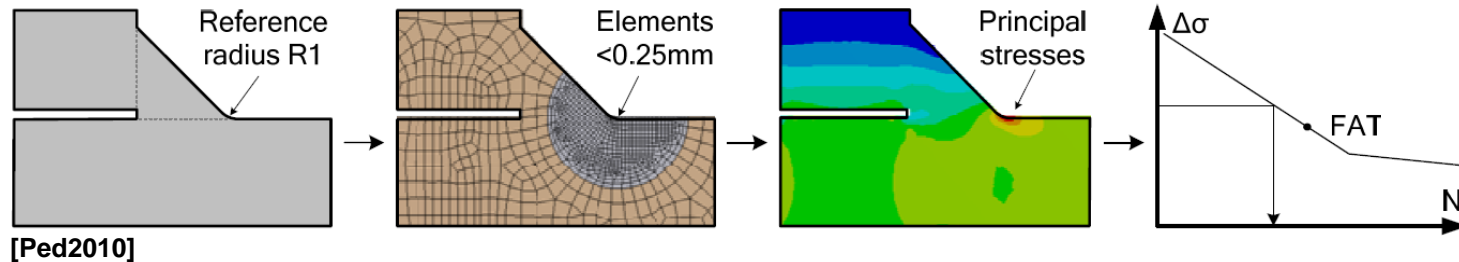 Reference
radius R1
Elements
<0.25mm
Principal
stresses
Δσ
FAT
N
[Ped2010]